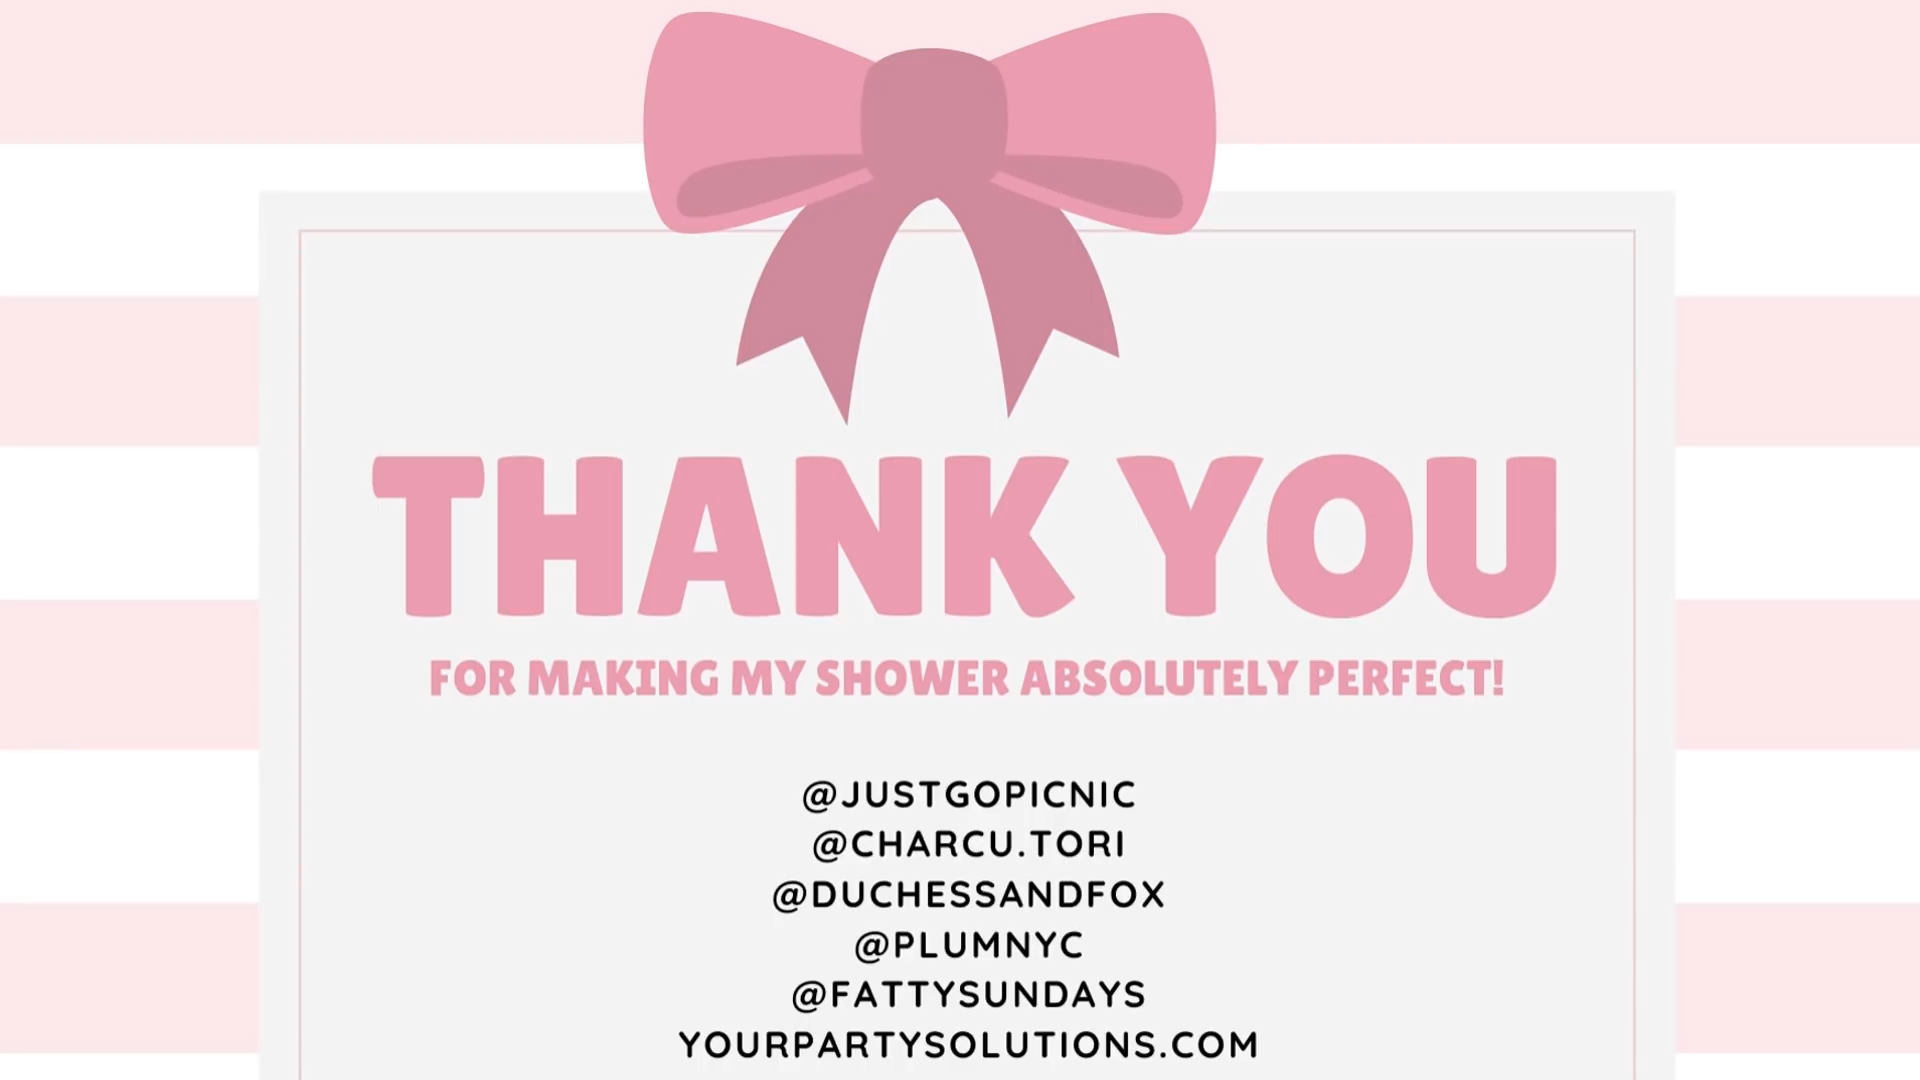 THANK YOU
FOR MAKING MY SHOWER ABSOLUTELY PERFECT!
@JUSTGOPICNIC
@CHARCU.TORI
@DUCHESSANDFOX
@PLUMNYC
@FATTYSUNDAYS
YOURPARTYSOLUTIONS.COM